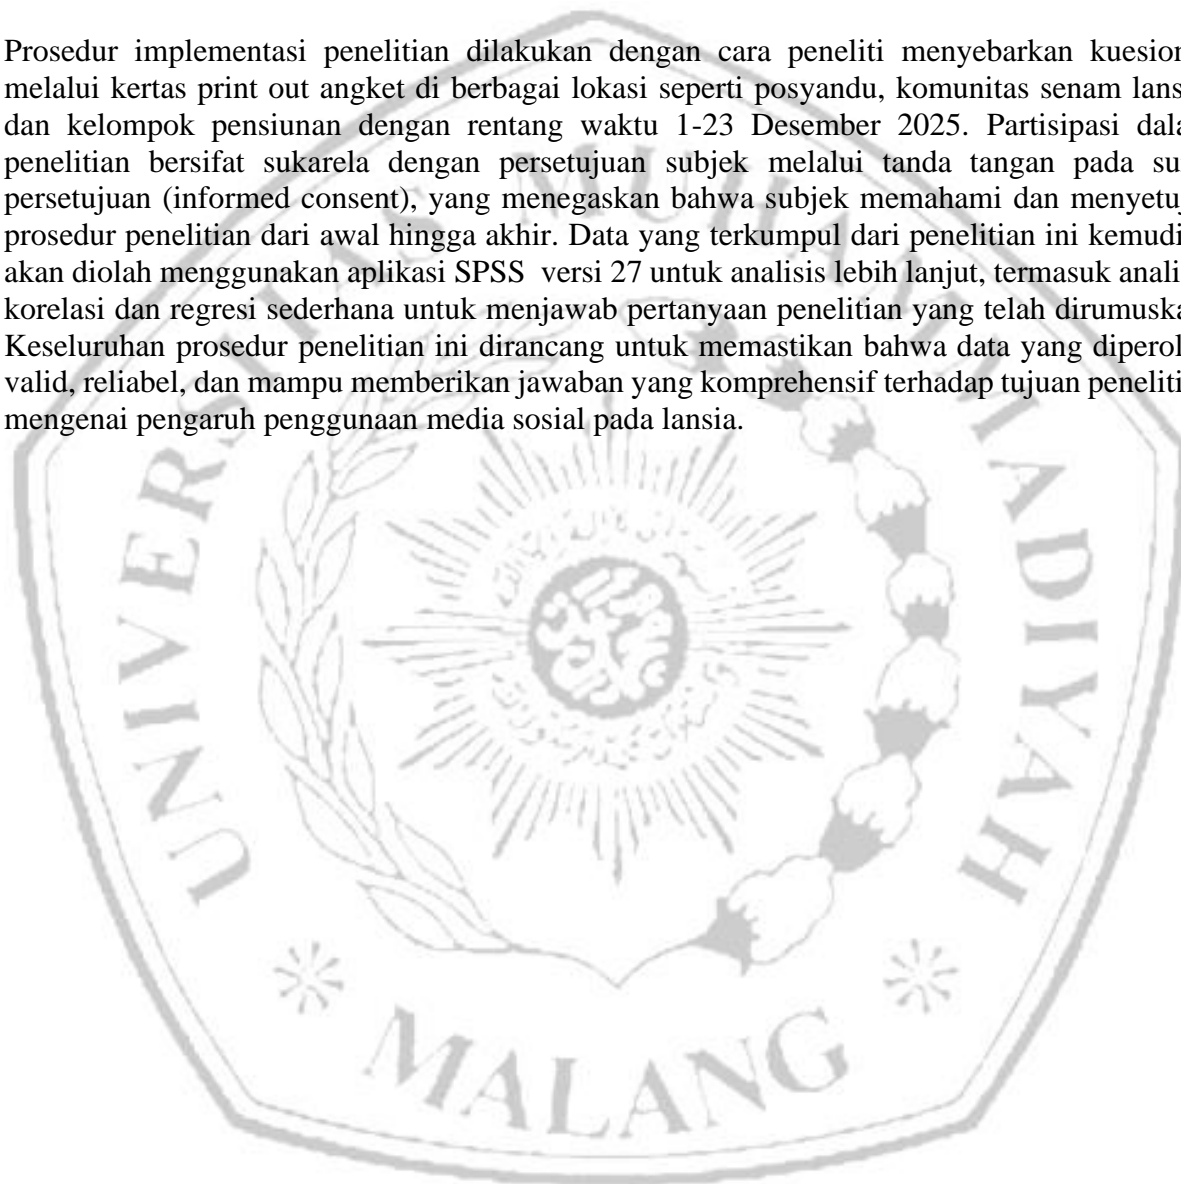 Prosedur implementasi penelitian dilakukan dengan cara peneliti menyebarkan kuesion
melalui kertas print out angket di berbagai lokasi seperti posyandu, komunitas senam lans
dan kelompok pensiunan dengan rentang waktu 1-23 Desember 2025. Partisipasi dala
penelitian bersifat sukarela dengan persetujuan subjek melalui tanda tangan pada su
persetujuan (informed consent), yang menegaskan bahwa subjek memahami dan menyetuj
prosedur penelitian dari awal hingga akhir. Data yang terkumpul dari penelitian ini kemudi
akan diolah menggunakan aplikasi SPSS versi 27 untuk analisis lebih lanjut, termasuk anali
korelasi dan regresi sederhana untuk menjawab pertanyaan penelitian yang telah dirumuska
Keseluruhan prosedur penelitian ini dirancang untuk memastikan bahwa data yang diperol
valid, reliabel, dan mampu memberikan jawaban yang komprehensif terhadap tujuan peneliti
mengenai pengaruh penggunaan media sosial pada lansia.
UNIVERSITAS MUHAMMADIYAH
MALANG